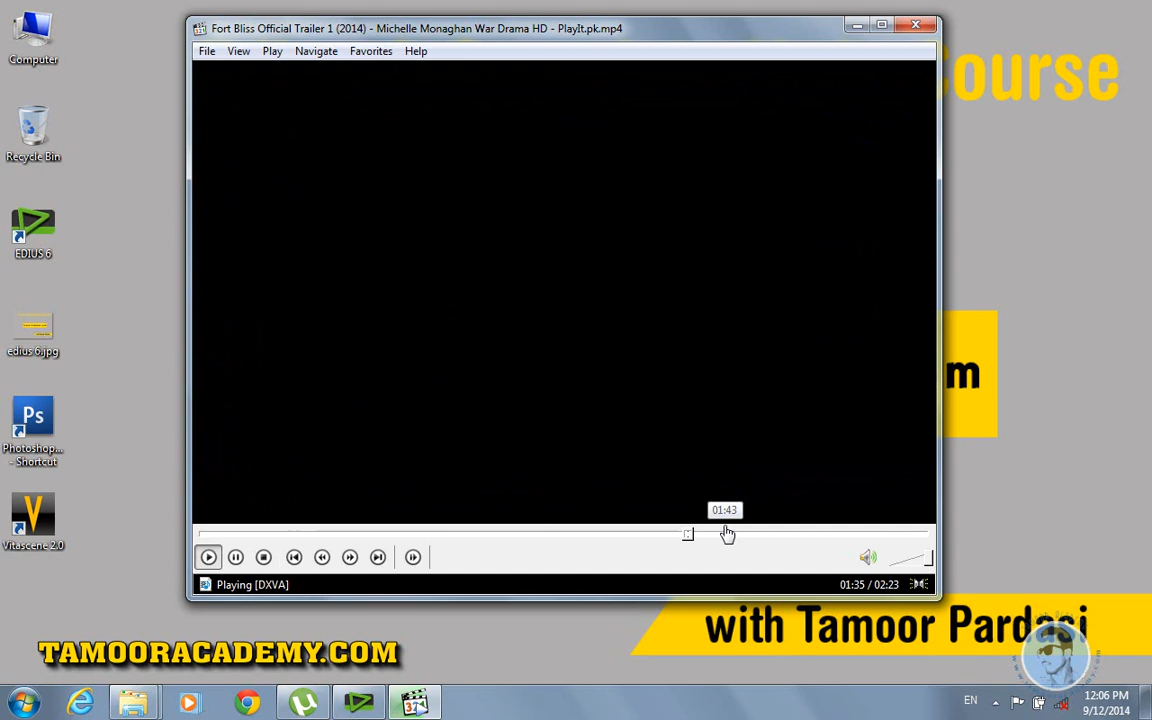 Fort Bliss Official Trailer 1 (2014) - Michelle Monaghan War Drama HD - PlayIt.pk.mp4
File View Play Navigate Favorites Help
Computer
Recycle Bin
EDIUS 6
edius 6.jpg
Ps
Photoshop...
- Shortcut
Vitascene 2.0
Course
m
01:43
Playing [DXVA]
01:35 / 02:23
with Tamoor Pardasi
TAMOORACADEMY.COM
EN
12:06 PM
9/12/2014